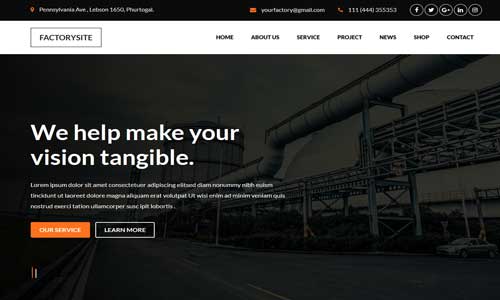 Pennyivania Ave., Lebson 1650, Phurtogal.
yourfactory@gmail.com
111 (444) 355353
FACTORYSITE
HOME ABOUT US SERVICE PROJECT NEWS SHOP CONTACT
We help make your
vision tangible.
Lorem ipsum dolor sit amet consectetuer adipiscing elitsed diam nonummy nibh euism
tincidunt ut laoreet dolore magna aliquam erat volutpat Ut wisi enim ad minim veniam quis
nostrud exerci tation ullamcorper susc ipit lobortis .
OUR SERVICE LEARN MORE